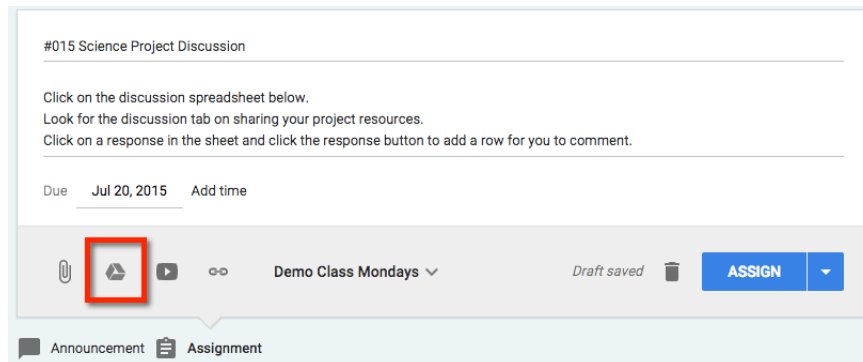 #015 Science Project Discussion
Click on the discussion spreadsheet below.
Look for the discussion tab on sharing your project resources.
Click on a response in the sheet and click the response button to add a row for you to comment.
Due Jul 20, 2015 Add time
Demo Class Mondays Draft saved ASSIGN
Announcement Assignment